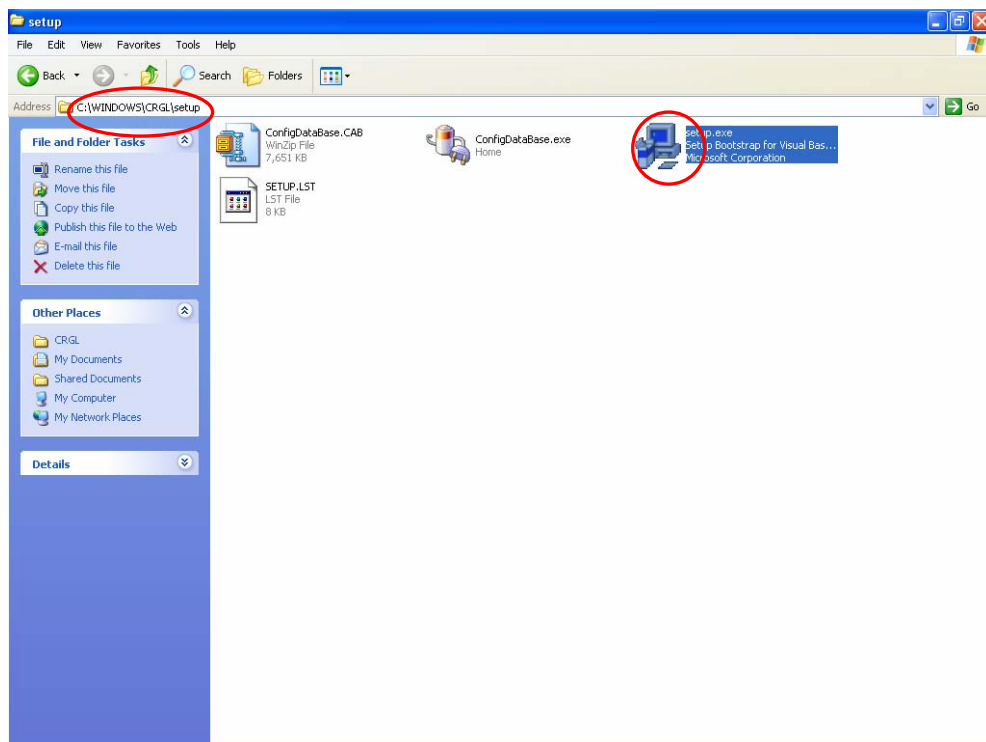 setup
File Edit View Favorites Tools Help
Back Search Folders
Address C:\WINDOWS\CRGL\setup Go
File and Folder Tasks
Rename this file
Move this file
Copy this file
Publish this file to the Web
E-mail this file
Delete this file
Other Places
CRGL
My Documents
Shared Documents
My Computer
My Network Places
Details
ConfigDataBase.CAB
WinZip File
7,651 KB
ConfigDataBase.exe
Home
setup.exe
Setup Bootstrap for Visual Bas...
Microsoft Corporation
SETUP.LST
LST File
8 KB